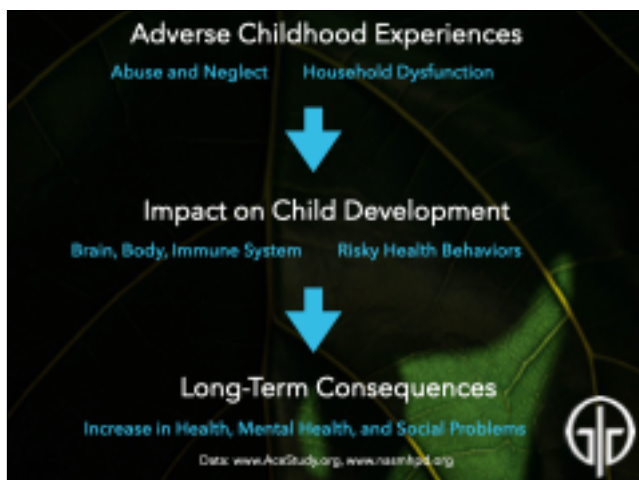 Adverse Childhood Experiences
Abuse and Neglect Household Dysfunction
Impact on Child Development
Brain, Body, Immune System Risky Health Behaviors
Long-Term Consequences
Increase in Health, Mental Health, and Social Problems
Data: www.AceStudy.org, www.nasmhpd.org